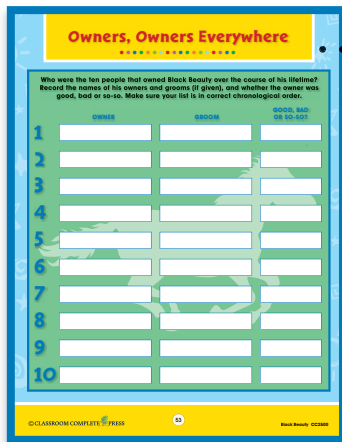 Owners, Owners Everywhere
Who were the ten people that owned Black Beauty over the course of his lifetime?
Record the names of his owners and grooms (if given), and whether the owner was
good, bad or so-so. Make sure your list is in correct chronological order.
OWNER GROOM GOOD, BAD
OR SO-SO?
1
2
3
4
5
6
7
8
9
10
© CLASSROOM COMPLETE PRESS 53 Black Beauty CC2500